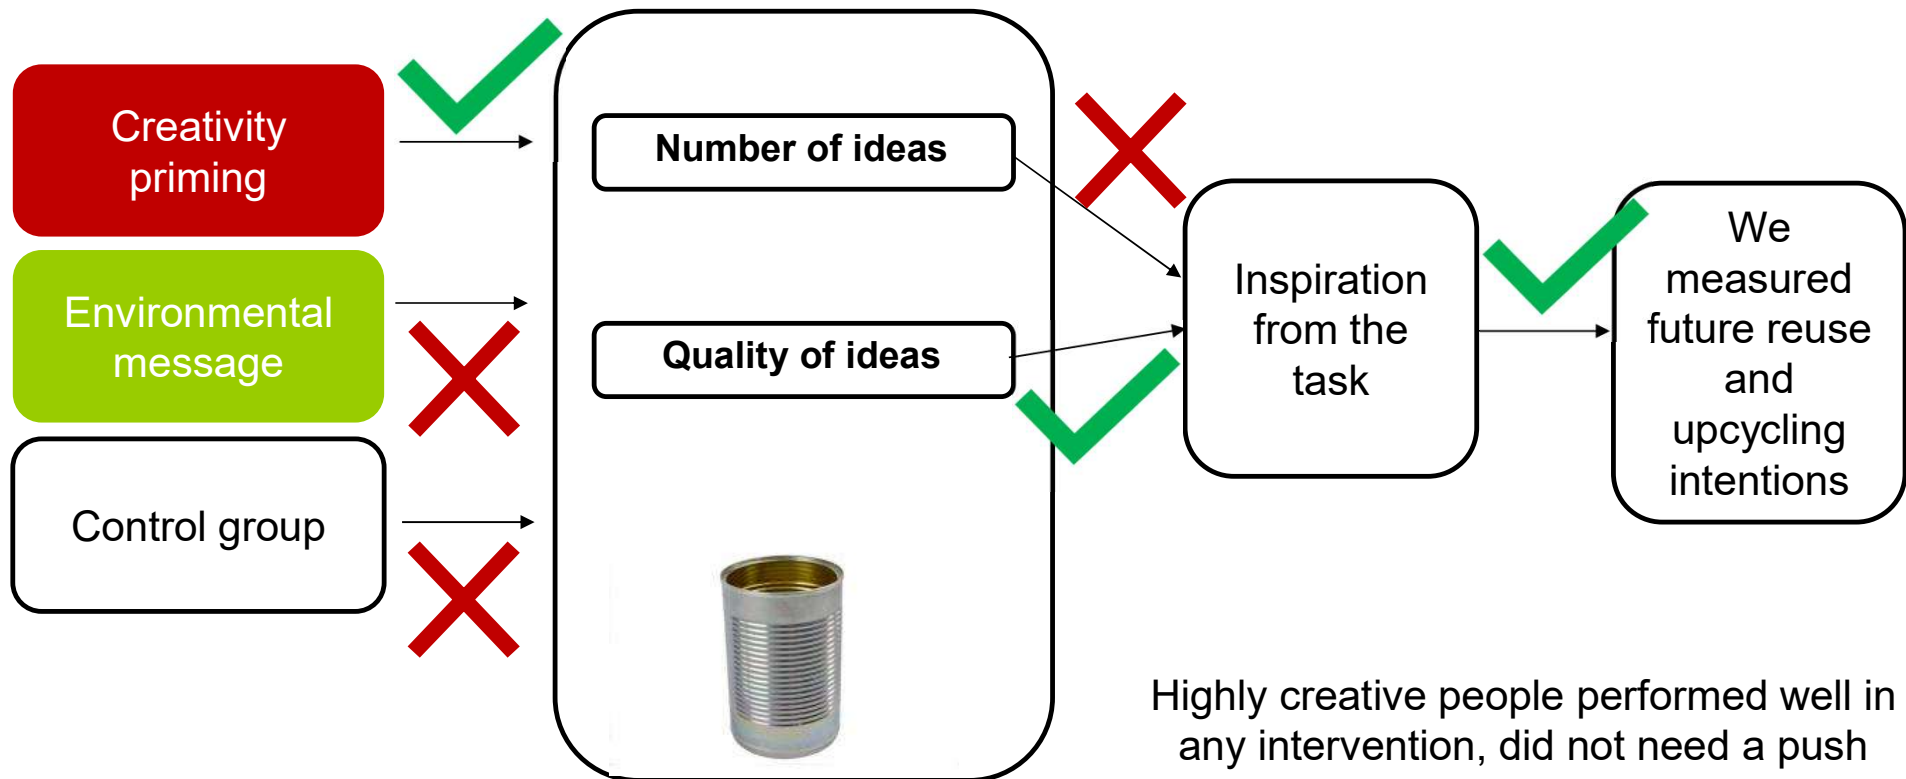 Creativity
priming
Environmental
message
Control group
Number of ideas
Quality of ideas
Inspiration
from the
task
We
measured
future reuse
and
upcycling
intentions
Highly creative people performed well in
any intervention, did not need a push